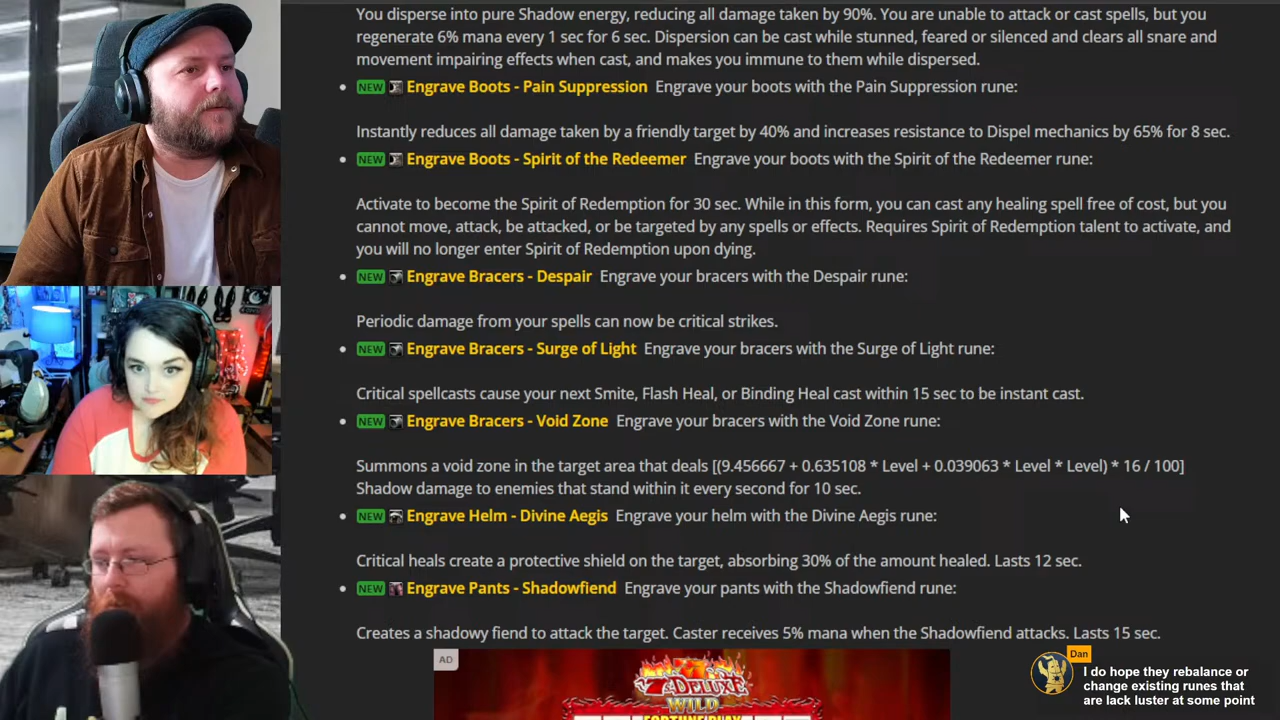 You disperse into pure Shadow energy, reducing all damage taken by 90%. You are unable to attack or cast spells, but you
regenerate 6% mana every 1 sec for 6 sec. Dispersion can be cast while stunned, feared or silenced and clears all snare and
movement impairing effects when cast, and makes you immune to them while dispersed.
NEW Engrave Boots - Pain Suppression Engrave your boots with the Pain Suppression rune:
Instantly reduces all damage taken by a friendly target by 40% and increases resistance to Dispel mechanics by 65% for 8 sec.
NEW Engrave Boots - Spirit of the Redeemer Engrave your boots with the Spirit of the Redeemer rune:
Activate to become the Spirit of Redemption for 30 sec. While in this form, you can cast any healing spell free of cost, but you
cannot move, attack, be attacked, or be targeted by any spells or effects. Requires Spirit of Redemption talent to activate, and
you will no longer enter Spirit of Redemption upon dying.
NEW Engrave Bracers - Despair Engrave your bracers with the Despair rune:
Periodic damage from your spells can now be critical strikes.
NEW Engrave Bracers - Surge of Light Engrave your bracers with the Surge of Light rune:
Critical spellcasts cause your next Smite, Flash Heal, or Binding Heal cast within 15 sec to be instant cast.
NEW Engrave Bracers - Void Zone Engrave your bracers with the Void Zone rune:
Summons a void zone in the target area that deals [(9.456667 + 0.635108 * Level + 0.039063 * Level * Level) * 16 / 100]
Shadow damage to enemies that stand within it every second for 10 sec.
NEW Engrave Helm - Divine Aegis Engrave your helm with the Divine Aegis rune:
Critical heals create a protective shield on the target, absorbing 30% of the amount healed. Lasts 12 sec.
NEW Engrave Pants - Shadowfiend Engrave your pants with the Shadowfiend rune:
Creates a shadowy fiend to attack the target. Caster receives 5% mana when the Shadowfiend attacks. Lasts 15 sec.
AD
7's DELUXE
WILD
FORTUNE PLAY
Dan
I do hope they rebalance or
change existing runes that
are lack luster at some point